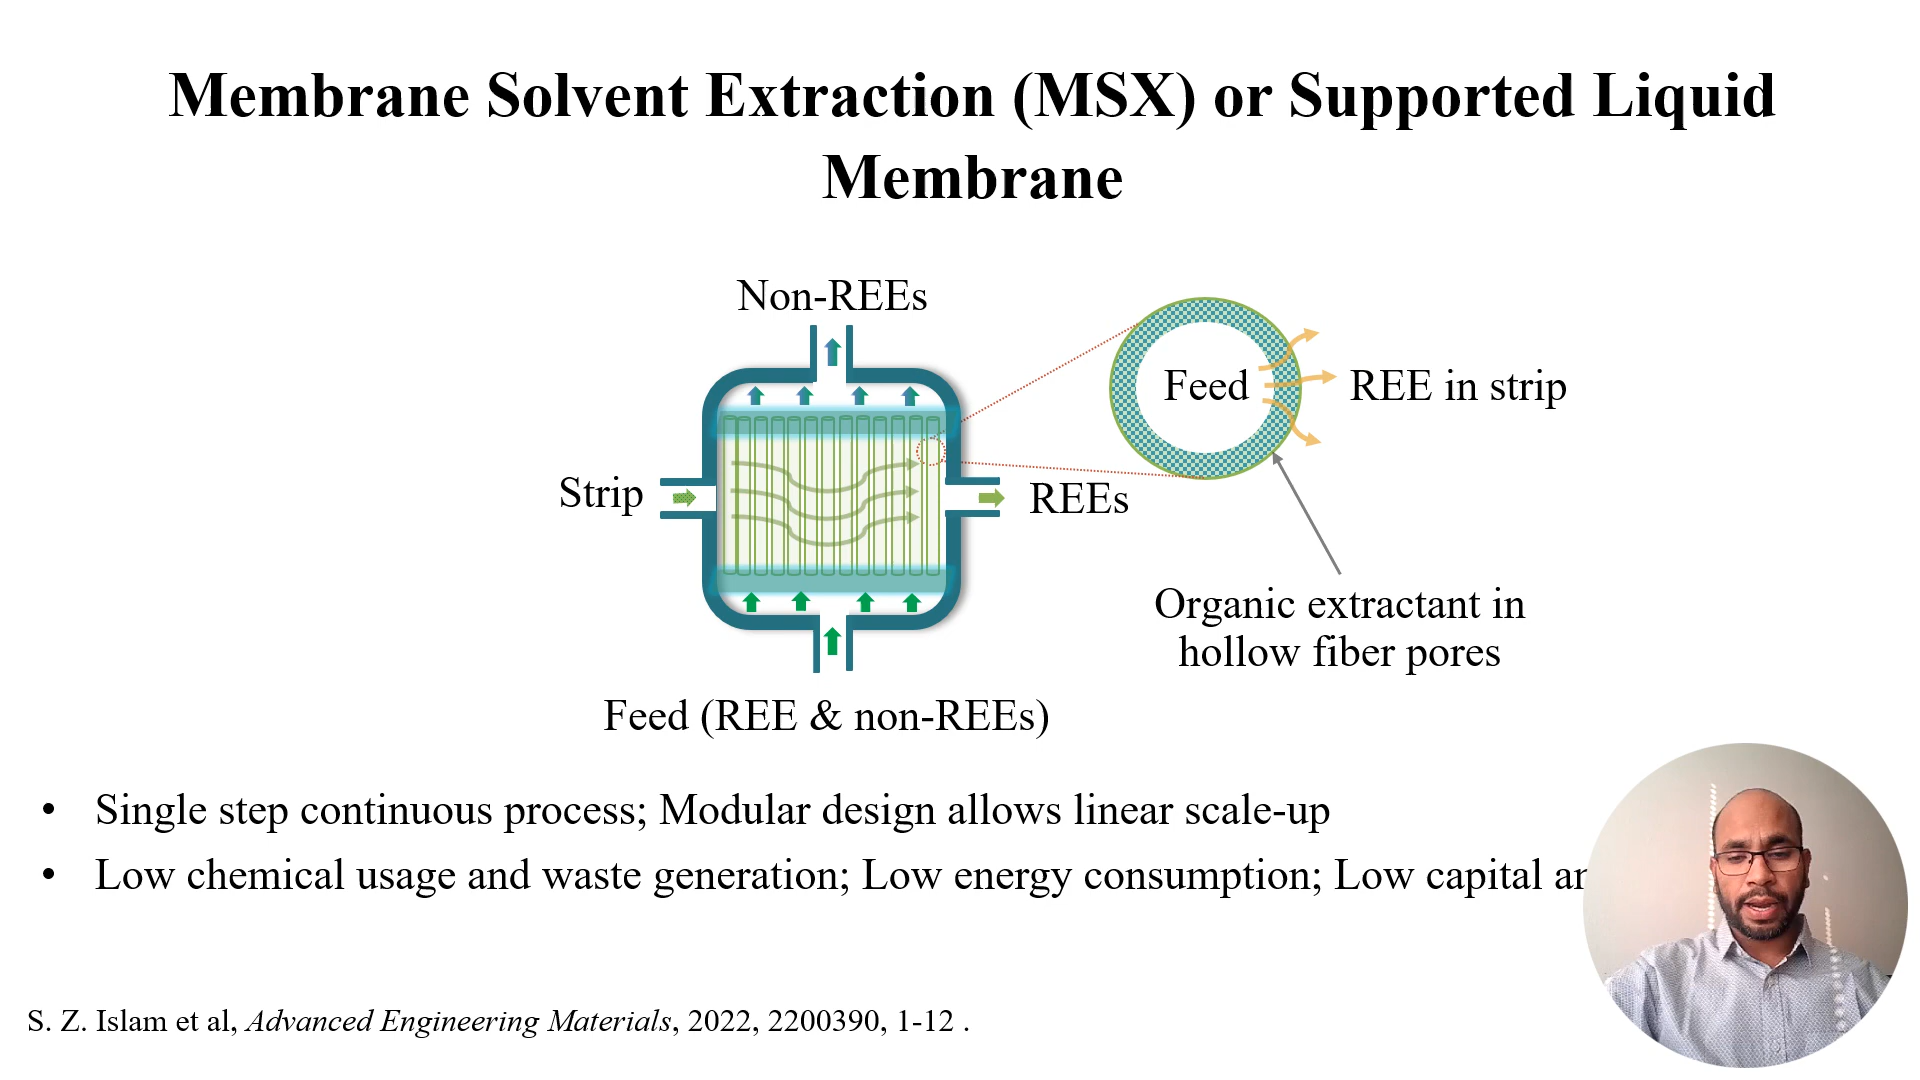 Membrane Solvent Extraction (MSX) or Supported Liquid
Membrane
Non-REEs
Feed
REE in strip
Strip
REEs
Organic extractant in
hollow fiber pores
Feed (REE & non-REEs)
• Single step continuous process; Modular design allows linear scale-up
• Low chemical usage and waste generation; Low energy consumption; Low capital
S. Z. Islam et al, Advanced Engineering Materials, 2022, 2200390, 1-12 .